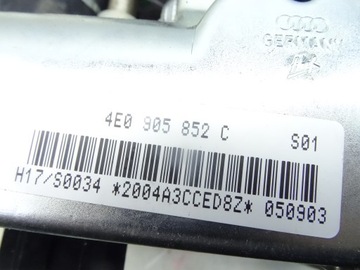 GERMANY
4E0 905 852 C S01
H17/S0034 *2004A3CCED8Z* 050903